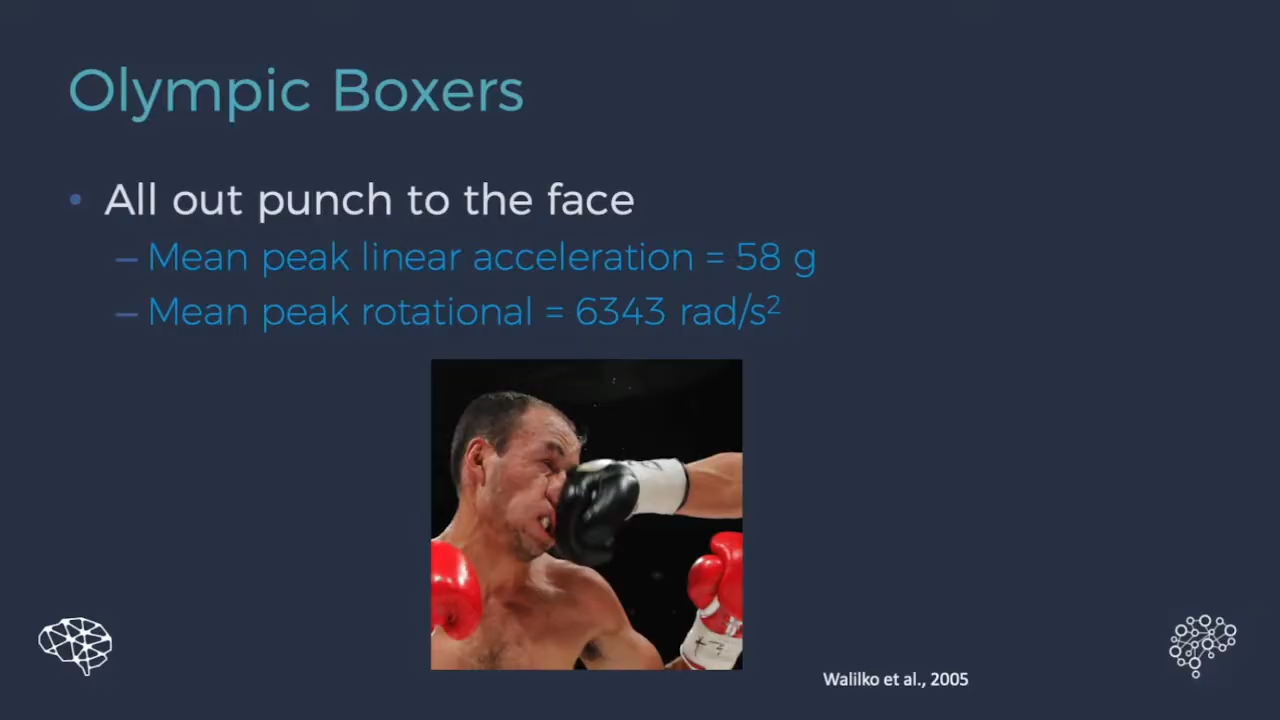 Olympic Boxers
• All out punch to the face
– Mean peak linear acceleration = 58 g
– Mean peak rotational = 6343 rad/s²
Walilko et al., 2005